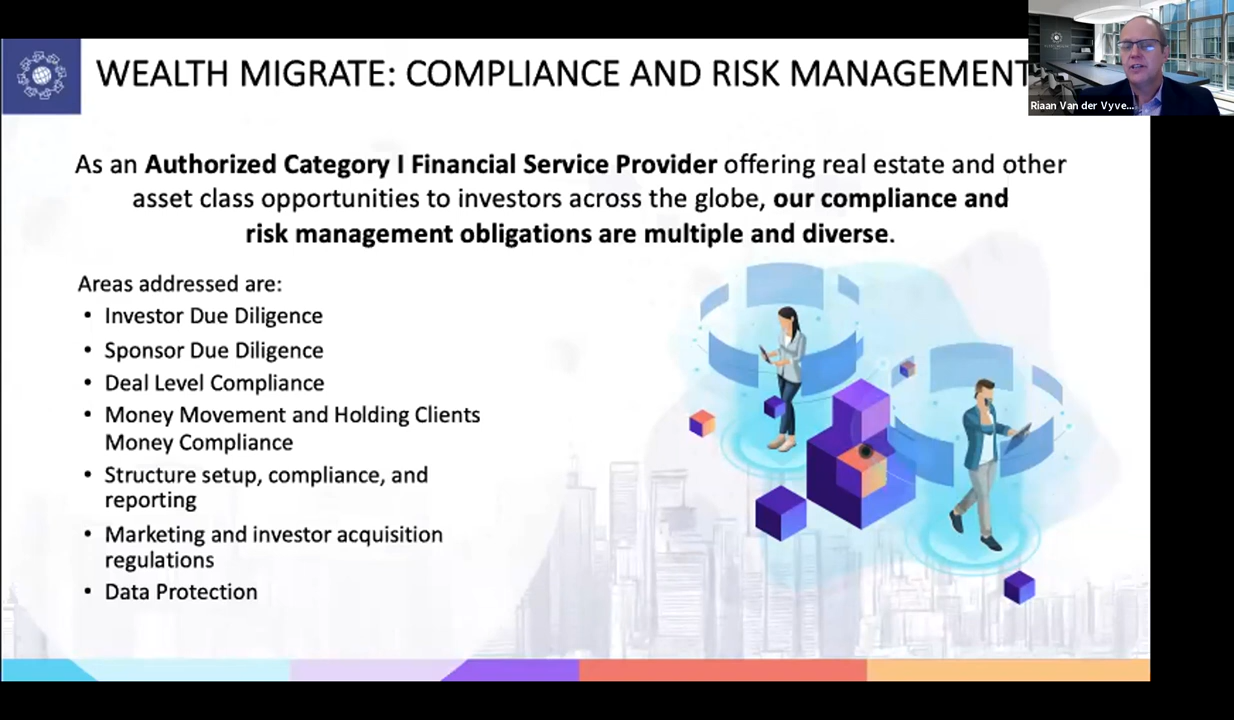 WEALTH MIGRATE: COMPLIANCE AND RISK MANAGEMENT
Riaan Van der Vyve...
As an Authorized Category I Financial Service Provider offering real estate and other
asset class opportunities to investors across the globe, our compliance and
risk management obligations are multiple and diverse.
Areas addressed are:
• Investor Due Diligence
• Sponsor Due Diligence
• Deal Level Compliance
• Money Movement and Holding Clients
Money Compliance
• Structure setup, compliance, and
reporting
• Marketing and investor acquisition
regulations
• Data Protection